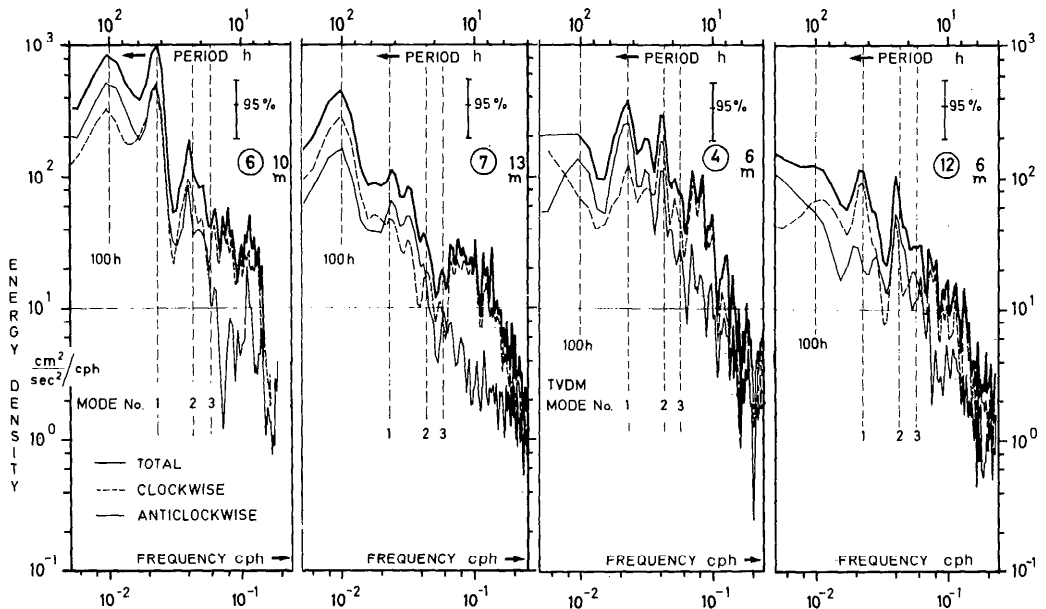 10² 10¹ 10² 10¹ 10² 10¹ 10² 10¹
10³ ← PERIOD h ← PERIOD h ← PERIOD h ← PERIOD h 10³
95% 95% 95% 95%
6 10 m 7 13 m 4 6 m 12 6 m
10² 10²
100h 100h 100h 100h
10¹ 10¹
ENERGY DENSITY
cm²/sec² /cph
TVDM
MODE No. 1 2 3 MODE No. 1 2 3
1 2 3 1 2 3
10⁰ 10⁰
TOTAL
CLOCKWISE
ANTICLOCKWISE
FREQUENCY cph → FREQUENCY cph → FREQUENCY cph → FREQUENCY cph →
10⁻¹ 10⁻¹
10⁻² 10⁻¹ 10⁻² 10⁻¹ 10⁻² 10⁻¹ 10⁻² 10⁻¹